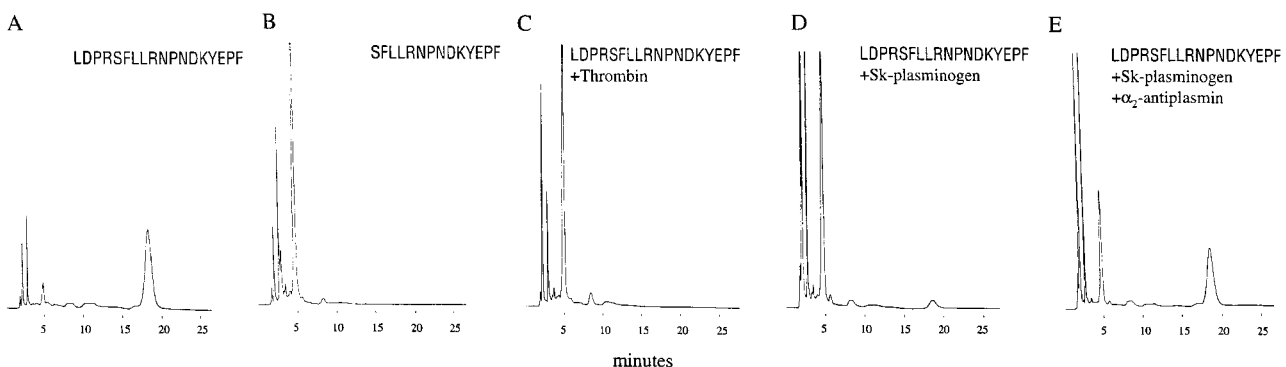 A
LDPRSFLLRNPNDKYEPF
5 10 15 20 25
B
SFLLRNPNDKYEPF
5 10 15 20 25
C
LDPRSFLLRNPNDKYEPF
+Thrombin
5 10 15 20 25
D
LDPRSFLLRNPNDKYEPF
+Sk-plasminogen
5 10 15 20 25
E
LDPRSFLLRNPNDKYEPF
+Sk-plasminogen
+α₂-antiplasmin
5 10 15 20 25
minutes